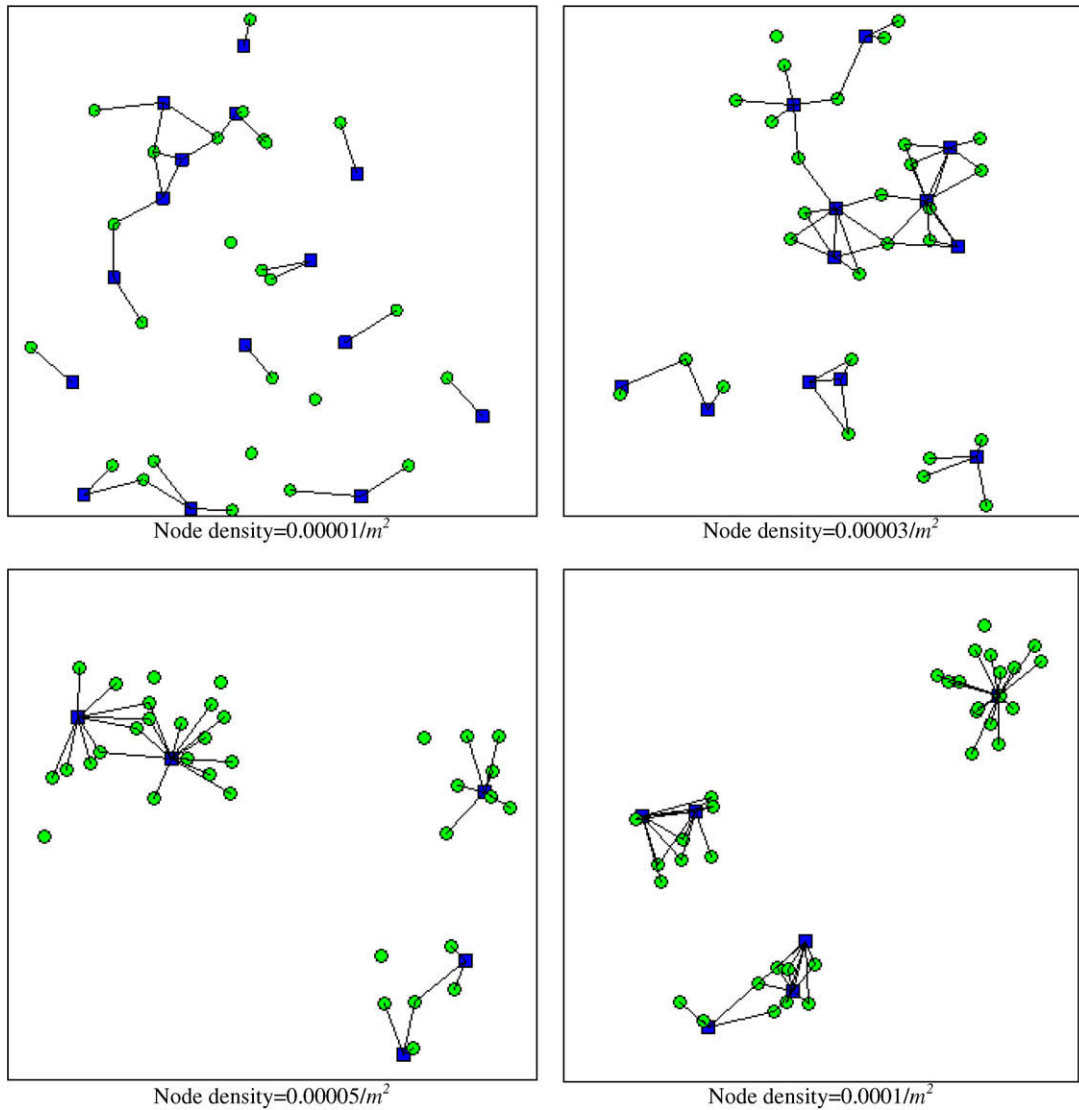 Node density=0.00001/m²
Node density=0.00003/m²
Node density=0.00005/m²
Node density=0.0001/m²